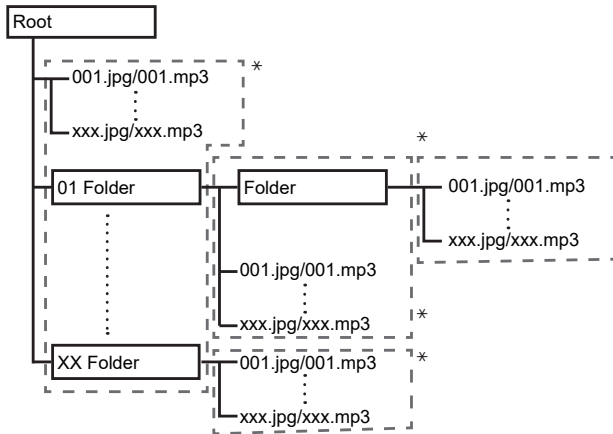 Root
001.jpg/001.mp3
*
xxx.jpg/xxx.mp3
*
01 Folder
Folder
001.jpg/001.mp3
xxx.jpg/xxx.mp3
001.jpg/001.mp3
xxx.jpg/xxx.mp3
*
XX Folder
001.jpg/001.mp3
*
xxx.jpg/xxx.mp3